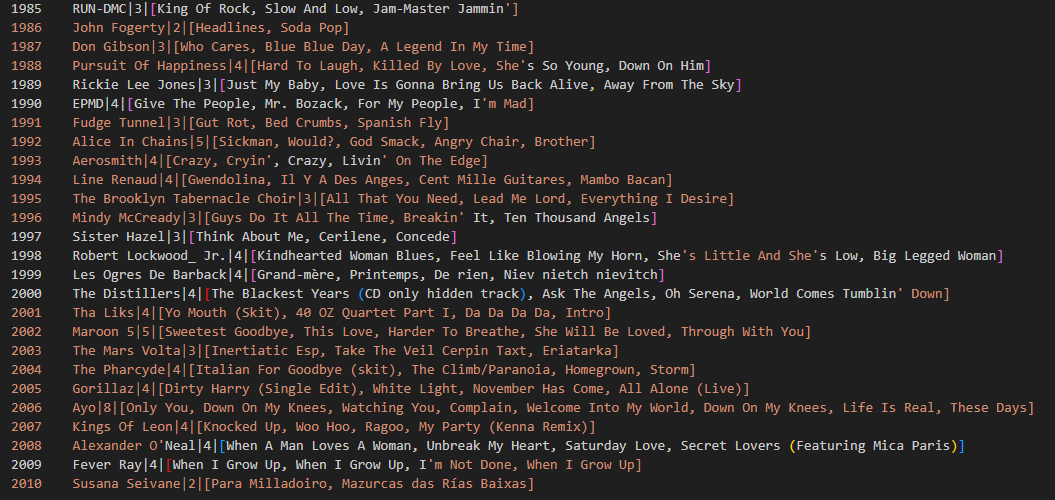 1985 RUN-DMC|3|[King Of Rock, Slow And Low, Jam-Master Jammin']
1986 John Fogerty|2|[Headlines, Soda Pop]
1987 Don Gibson|3|[Who Cares, Blue Blue Day, A Legend In My Time]
1988 Pursuit Of Happiness|4|[Hard To Laugh, Killed By Love, She's So Young, Down On Him]
1989 Rickie Lee Jones|3|[Just My Baby, Love Is Gonna Bring Us Back Alive, Away From The Sky]
1990 EPMD|4|[Give The People, Mr. Bozack, For My People, I'm Mad]
1991 Fudge Tunnel|3|[Gut Rot, Bed Crumbs, Spanish Fly]
1992 Alice In Chains|5|[Sickman, Would?, God Smack, Angry Chair, Brother]
1993 Aerosmith|4|[Crazy, Cryin', Crazy, Livin' On The Edge]
1994 Line Renaud|4|[Gwendolina, Il Y A Des Anges, Cent Mille Guitares, Mambo Bacan]
1995 The Brooklyn Tabernacle Choir|3|[All That You Need, Lead Me Lord, Everything I Desire]
1996 Mindy McCready|3|[Guys Do It All The Time, Breakin' It, Ten Thousand Angels]
1997 Sister Hazel|3|[Think About Me, Cerilene, Concede]
1998 Robert Lockwood_ Jr.|4|[Kindhearted Woman Blues, Feel Like Blowing My Horn, She's Little And She's Low, Big Legged Woman]
1999 Les Ogres De Barback|4|[Grand-mère, Printemps, De rien, Niev nietch nievitch]
2000 The Distillers|4|[The Blackest Years (CD only hidden track), Ask The Angels, Oh Serena, World Comes Tumblin' Down]
2001 Tha Liks|4|[Yo Mouth (Skit), 40 OZ Quartet Part I, Da Da Da Da, Intro]
2002 Maroon 5|5|[Sweetest Goodbye, This Love, Harder To Breathe, She Will Be Loved, Through With You]
2003 The Mars Volta|3|[Inertiatic Esp, Take The Veil Cerpin Taxt, Eriatarka]
2004 The Pharcyde|4|[Italian For Goodbye (skit), The Climb/Paranoia, Homegrown, Storm]
2005 Gorillaz|4|[Dirty Harry (Single Edit), White Light, November Has Come, All Alone (Live)]
2006 Ayo|8|[Only You, Down On My Knees, Watching You, Complain, Welcome Into My World, Down On My Knees, Life Is Real, These Days]
2007 Kings Of Leon|4|[Knocked Up, Woo Hoo, Ragoo, My Party (Kenna Remix)]
2008 Alexander O'Neal|4|[When A Man Loves A Woman, Unbreak My Heart, Saturday Love, Secret Lovers (Featuring Mica Paris)]
2009 Fever Ray|4|[When I Grow Up, When I Grow Up, I'm Not Done, When I Grow Up]
2010 Susana Seivane|2|[Para Milladoiro, Mazurcas das Rías Baixas]